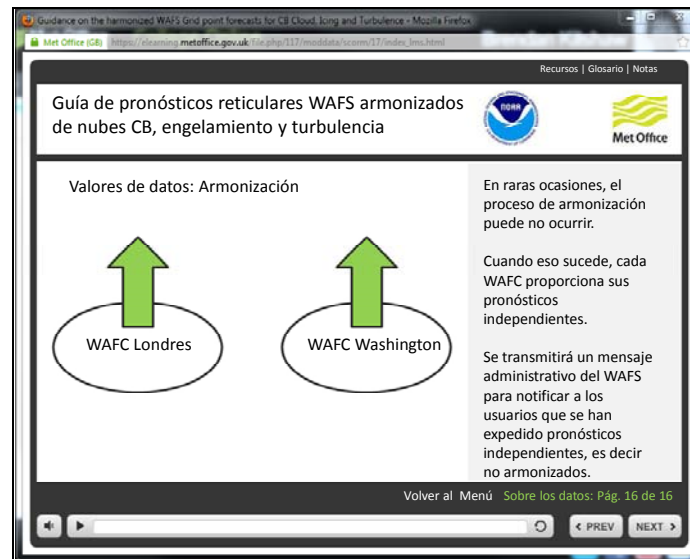 Guidance on the harmonized WAFS Grid point forecasts for CB Cloud, Icing and Turbulence - Mozilla Firefox
Met Office (GB) https://elearning.metoffice.gov.uk/file.php/117/moddata/scorm/17/index_lms.html
Recursos | Glosario | Notas
Guía de pronósticos reticulares WAFS armonizados
de nubes CB, engelamiento y turbulencia
NOAA
Met Office
Valores de datos: Armonización
WAFC Londres
WAFC Washington
En raras ocasiones, el
proceso de armonización
puede no ocurrir.
Cuando eso sucede, cada
WAFC proporciona sus
pronósticos
independientes.
Se transmitirá un mensaje
administrativo del WAFS
para notificar a los
usuarios que se han
expedido pronósticos
independientes, es decir
no armonizados.
Volver al Menú Sobre los datos: Pág. 16 de 16
< PREV NEXT >